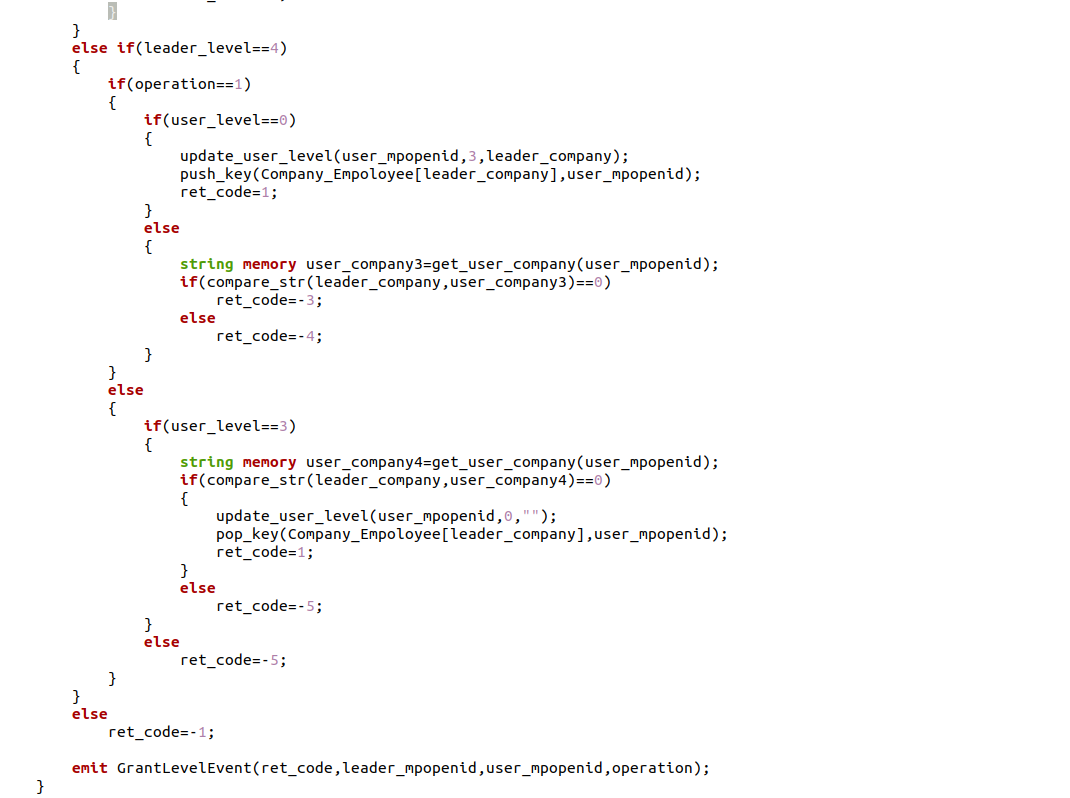 }
}
else if(leader_level==4)
{
if(operation==1)
{
if(user_level==0)
{
update_user_level(user_mpopenid,3,leader_company);
push_key(Company_Empoloyee[leader_company],user_mpopenid);
ret_code=1;
}
else
{
string memory user_company3=get_user_company(user_mpopenid);
if(compare_str(leader_company,user_company3)==0)
ret_code=-3;
else
ret_code=-4;
}
}
else
{
if(user_level==3)
{
string memory user_company4=get_user_company(user_mpopenid);
if(compare_str(leader_company,user_company4)==0)
{
update_user_level(user_mpopenid,0,"");
pop_key(Company_Empoloyee[leader_company],user_mpopenid);
ret_code=1;
}
else
ret_code=-5;
}
else
ret_code=-5;
}
}
else
ret_code=-1;
emit GrantLevelEvent(ret_code,leader_mpopenid,user_mpopenid,operation);
}